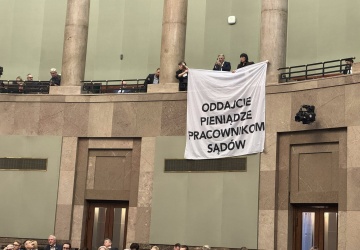 ODDAJCIE
PIENIĄDZE
PRACOWNIKOM
SĄDÓW